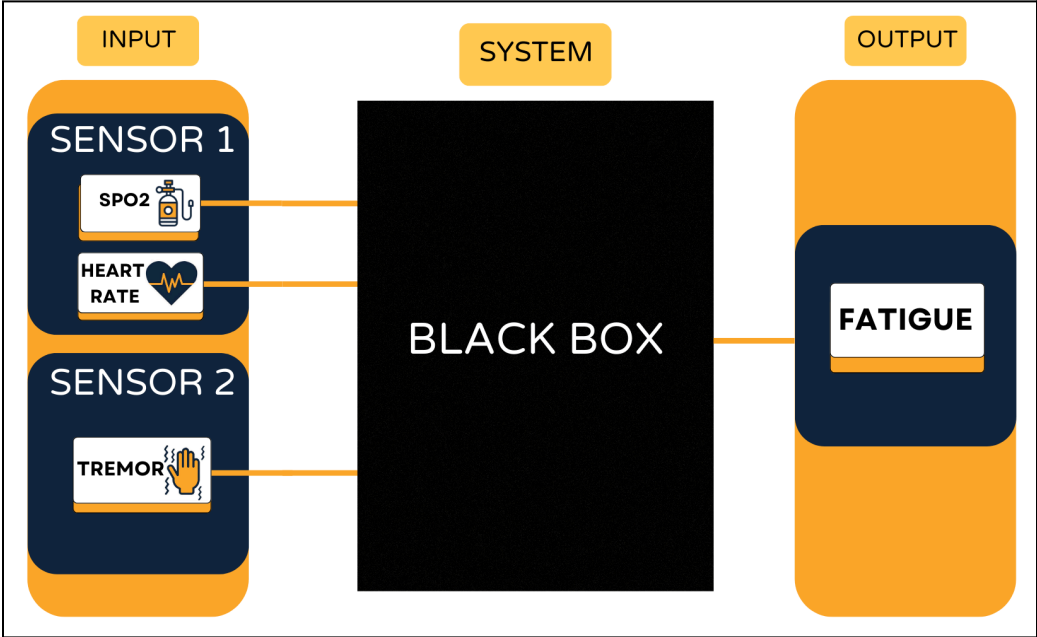 INPUT
SYSTEM
OUTPUT
SENSOR 1
SPO2
HEART
RATE
SENSOR 2
TREMOR
BLACK BOX
FATIGUE